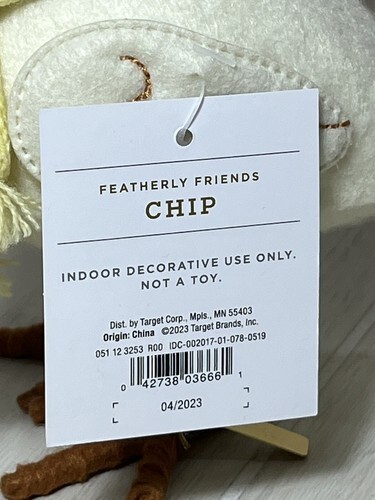 FEATHERLY FRIENDS
CHIP
INDOOR DECORATIVE USE ONLY.
NOT A TOY.
Dist. by Target Corp., Mpls., MN 55403
Origin: China ©2023 Target Brands, Inc.
051 12 3253 R00 IDC-002017-01-078-0519
0 42738 03666 1
04/2023